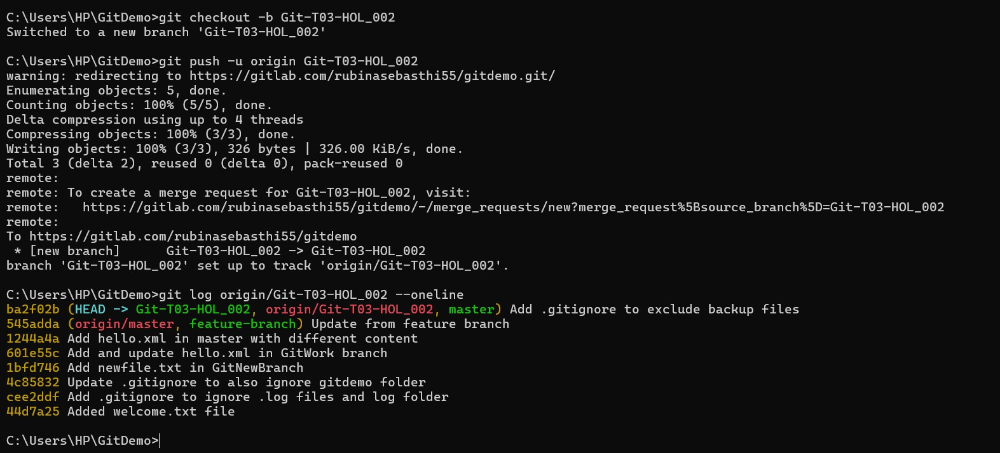 C:\Users\HP\GitDemo>git checkout -b Git-T03-HOL_002
Switched to a new branch 'Git-T03-HOL_002'
C:\Users\HP\GitDemo>git push -u origin Git-T03-HOL_002
warning: redirecting to https://gitlab.com/rubinasebasthi55/gitdemo.git/
Enumerating objects: 5, done.
Counting objects: 100% (5/5), done.
Delta compression using up to 4 threads
Compressing objects: 100% (3/3), done.
Writing objects: 100% (3/3), 326 bytes | 326.00 KiB/s, done.
Total 3 (delta 2), reused 0 (delta 0), pack-reused 0
remote:
remote: To create a merge request for Git-T03-HOL_002, visit:
remote:   https://gitlab.com/rubinasebasthi55/gitdemo/-/merge_requests/new?merge_request%5Bsource_branch%5D=Git-T03-HOL_002
remote:
To https://gitlab.com/rubinasebasthi55/gitdemo
 * [new branch]      Git-T03-HOL_002 -> Git-T03-HOL_002
branch 'Git-T03-HOL_002' set up to track 'origin/Git-T03-HOL_002'.
C:\Users\HP\GitDemo>git log origin/Git-T03-HOL_002 --oneline
ba2f02b (HEAD -> Git-T03-HOL_002, origin/Git-T03-HOL_002, master) Add .gitignore to exclude backup files
545adda (origin/master, feature-branch) Update from feature branch
1244a4a Add hello.xml in master with different content
601e55c Add and update hello.xml in GitWork branch
1bfd746 Add newfile.txt in GitNewBranch
4c85832 Update .gitignore to also ignore gitdemo folder
cee2ddf Add .gitignore to ignore .log files and log folder
44d7a25 Added welcome.txt file
C:\Users\HP\GitDemo>